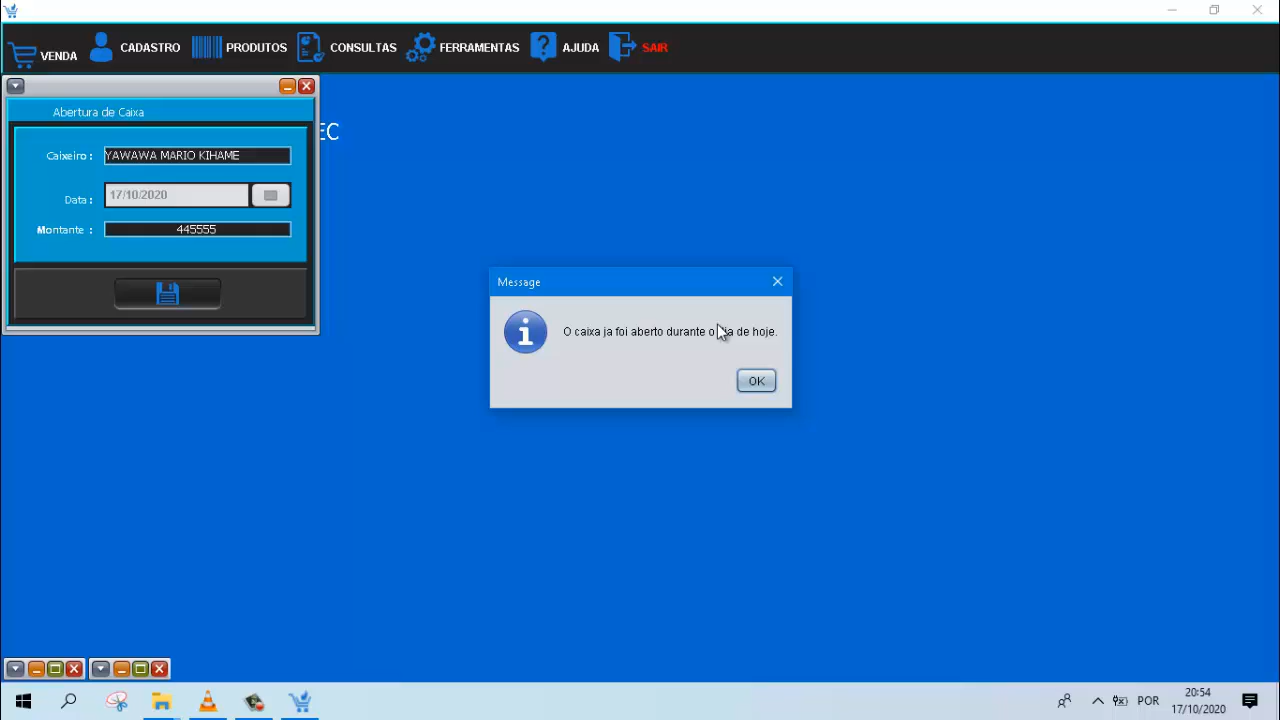 VENDA CADASTRO PRODUTOS CONSULTAS FERRAMENTAS AJUDA SAIR
Abertura de Caixa
EC
Caixeiro : YAWAWA MARIO KIHAME
Data : 17/10/2020
Montante : 445555
Message
O caixa ja foi aberto durante o dia de hoje.
OK
POR
20:54
17/10/2020